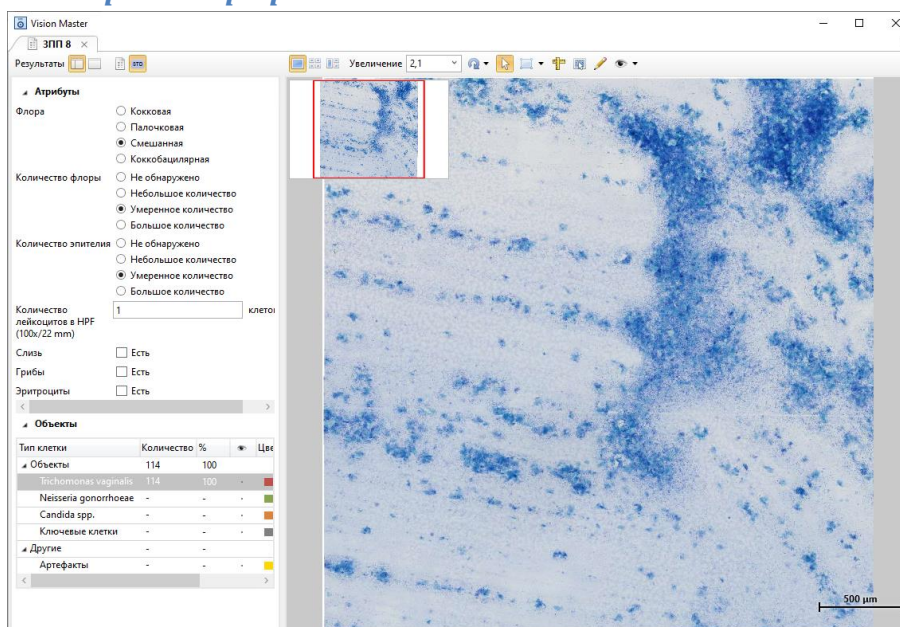 Vision Master
ЗПП 8
Результаты
STD
Увеличение 2,1
Атрибуты
Флора
Кокковая
Палочковая
Смешанная
Коккобацилярная
Количество флоры
Не обнаружено
Небольшое количество
Умеренное количество
Большое количество
Количество эпителия
Не обнаружено
Небольшое количество
Умеренное количество
Большое количество
Количество
лейкоцитов в HPF
(100x/22 mm)
1
Слизь
Есть
Грибы
Есть
Эритроциты
Есть
Объекты
Тип клетки Количество %
Объекты 114 100
Trichomonas vaginalis 114 100
Neisseria gonorrhoeae - -
Candida spp. - -
Ключевые клетки - -
Другие - -
Артефакты - -
500 µm